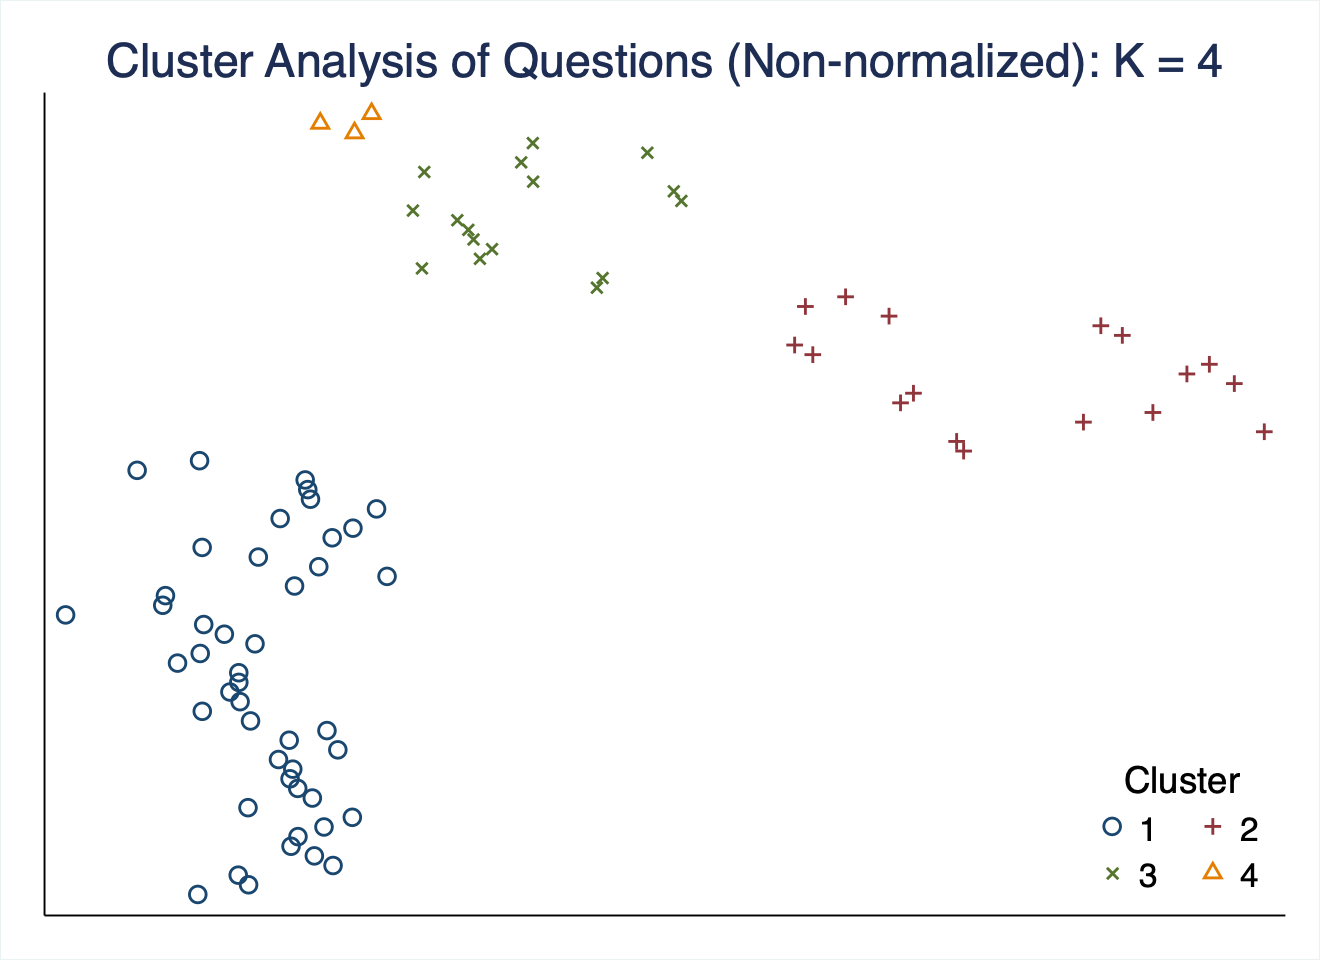 Cluster Analysis of Questions (Non-normalized): K = 4
Cluster
1 2
3 4